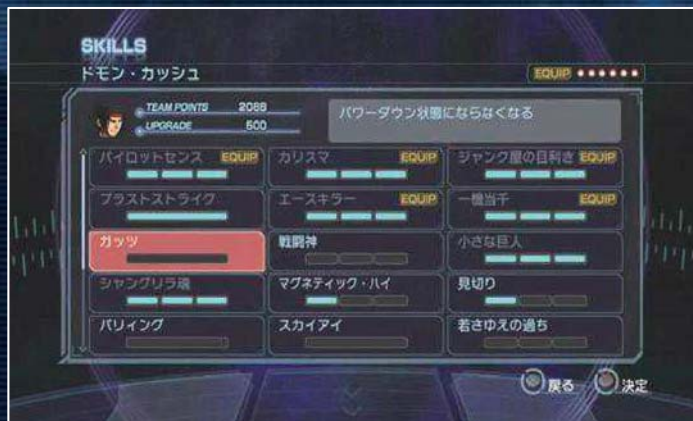 SKILLS
ドモン・カッシュ
EQUIP
TEAM POINTS 2088
UPGRADE 500
パワーダウン状態にならなくなる
パイロットセンス EQUIP
カリスマ EQUIP
ジャンク屋の目利き EQUIP
ブラストストライク
エースキラー EQUIP
一機当千 EQUIP
ガッツ
戦闘神
小さな巨人
シャングリラ魂
マグネティック・ハイ
見切り
パリィング
スカイアイ
若さゆえの過ち
戻る 決定